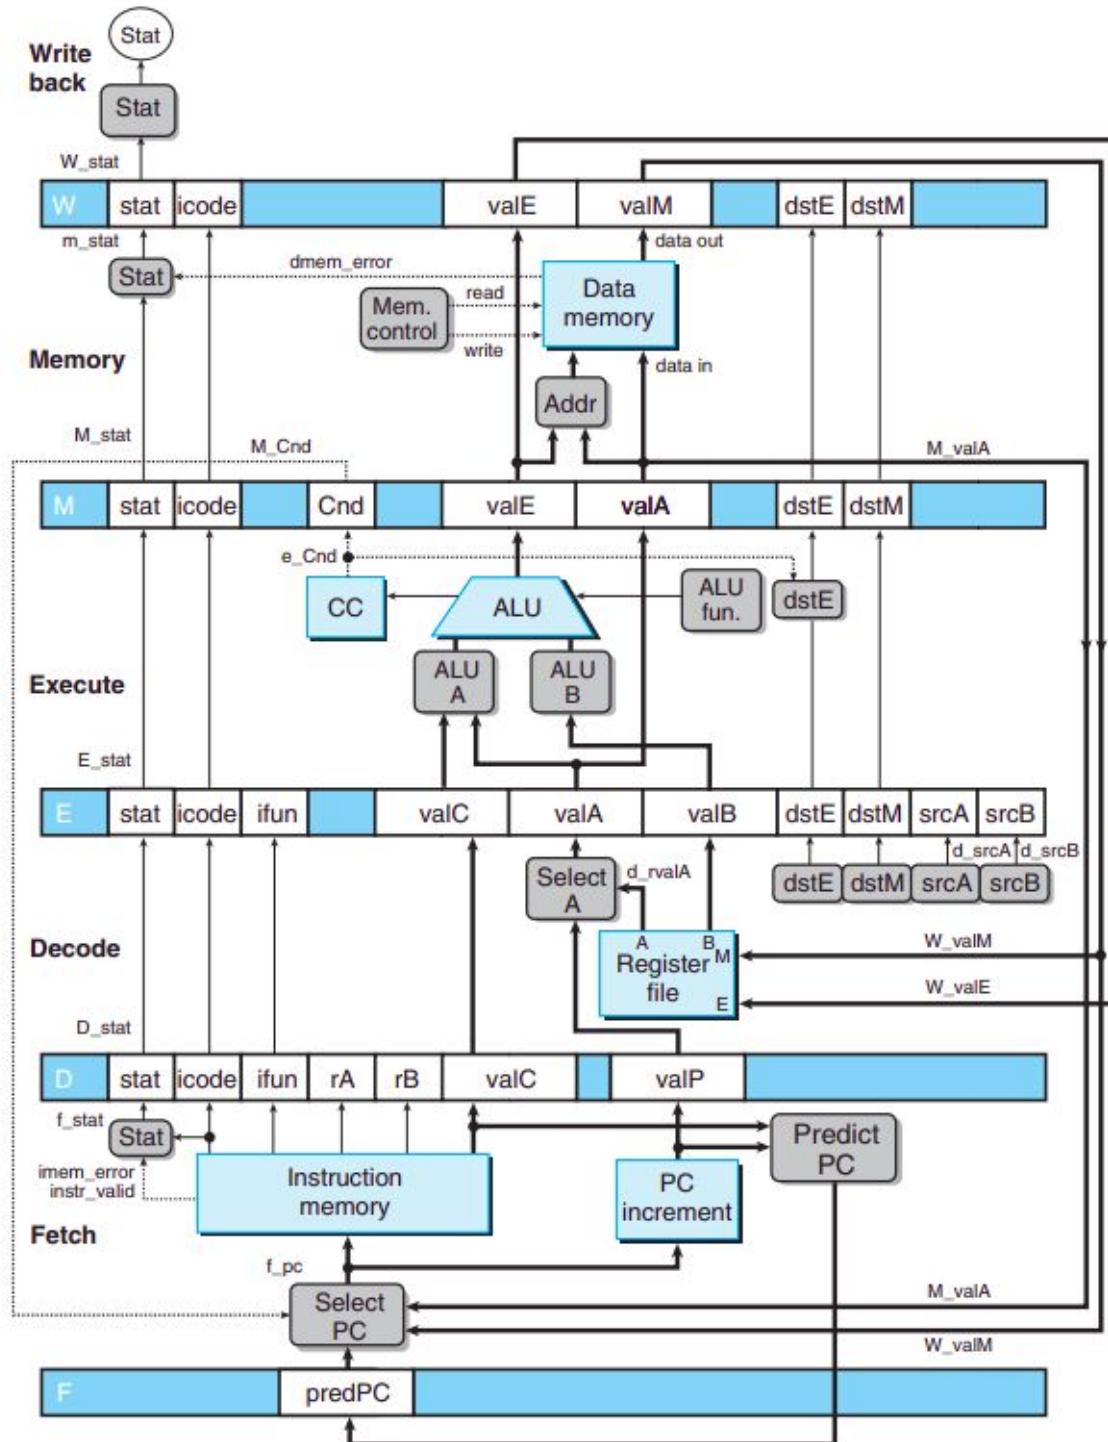 Stat
Write
back
Stat
W_stat
W
stat
icode
valE
valM
dstE
dstM
m_stat
data out
Stat
dmem_error
Data
memory
read
Mem.
control
write
Memory
data in
Addr
M_stat
M_Cnd
M_valA
M
stat
icode
Cnd
valE
valA
dstE
dstM
e_Cnd
CC
ALU
ALU
fun.
dstE
ALU
A
ALU
B
Execute
E_stat
E
stat
icode
ifun
valC
valA
valB
dstE
dstM
srcA
srcB
d_srcA
d_srcB
Select
A
d_rvalA
dstE
dstM
srcA
srcB
Decode
A
B
M
Register
file
E
W_valM
W_valE
D_stat
D
stat
icode
ifun
rA
rB
valC
valP
f_stat
Stat
Predict
PC
imem_error
instr_valid
Instruction
memory
PC
increment
Fetch
f_pc
Select
PC
M_valA
W_valM
F
predPC